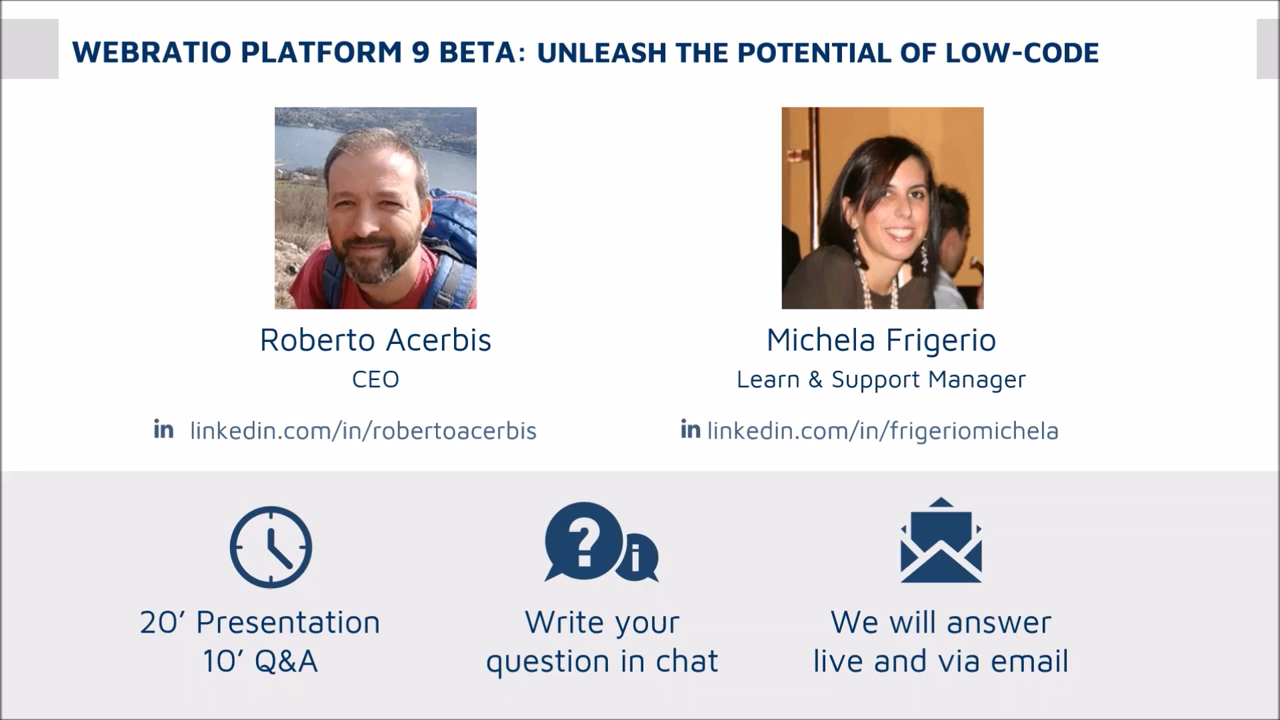 WEBRATIO PLATFORM 9 BETA: UNLEASH THE POTENTIAL OF LOW-CODE
Roberto Acerbis
CEO
in linkedin.com/in/robertoacerbis
Michela Frigerio
Learn & Support Manager
in linkedin.com/in/frigeriomichela
20’ Presentation
10’ Q&A
? i
Write your
question in chat
We will answer
live and via email